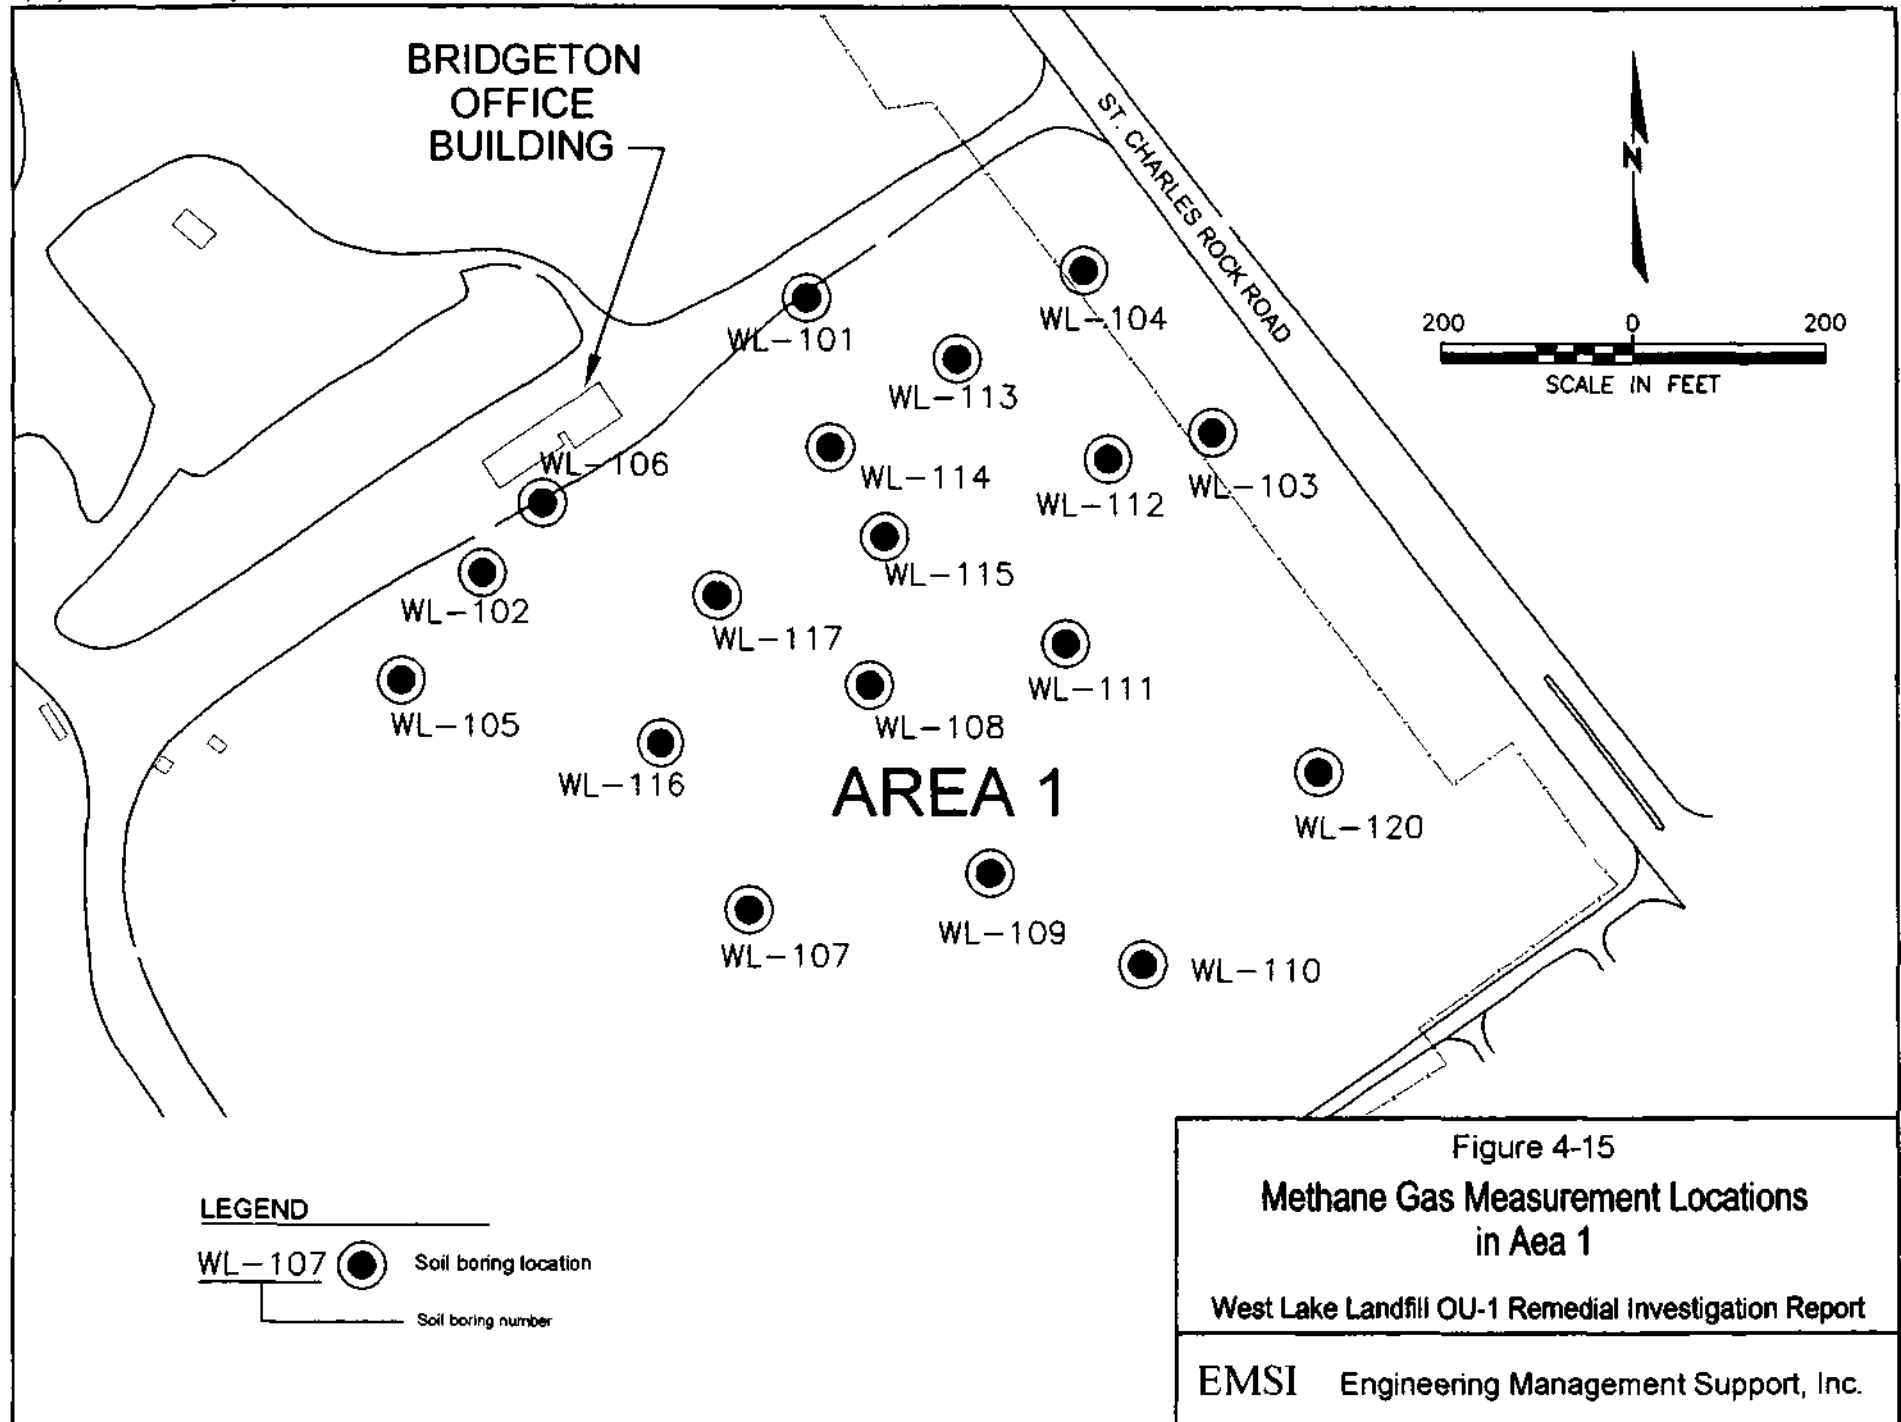 BRIDGETON
OFFICE
BUILDING
ST. CHARLES ROCK ROAD
N
200 0 200
SCALE IN FEET
WL-101
WL-104
WL-113
WL-106
WL-114
WL-112
WL-103
WL-115
WL-102
WL-117
WL-111
WL-105
WL-108
WL-116
AREA 1
WL-120
WL-109
WL-107
WL-110
LEGEND
WL-107 Soil boring location
Soil boring number
Figure 4-15
Methane Gas Measurement Locations
in Aea 1
West Lake Landfill OU-1 Remedial Investigation Report
EMSI Engineering Management Support, Inc.